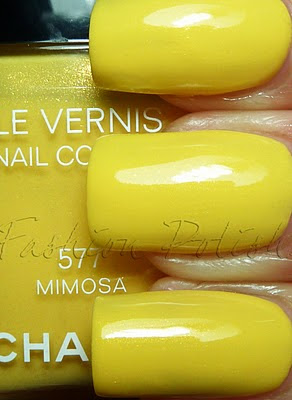 LE VERNIS
NAIL CO
Fashion Polish
577
MIMOSA
CHA